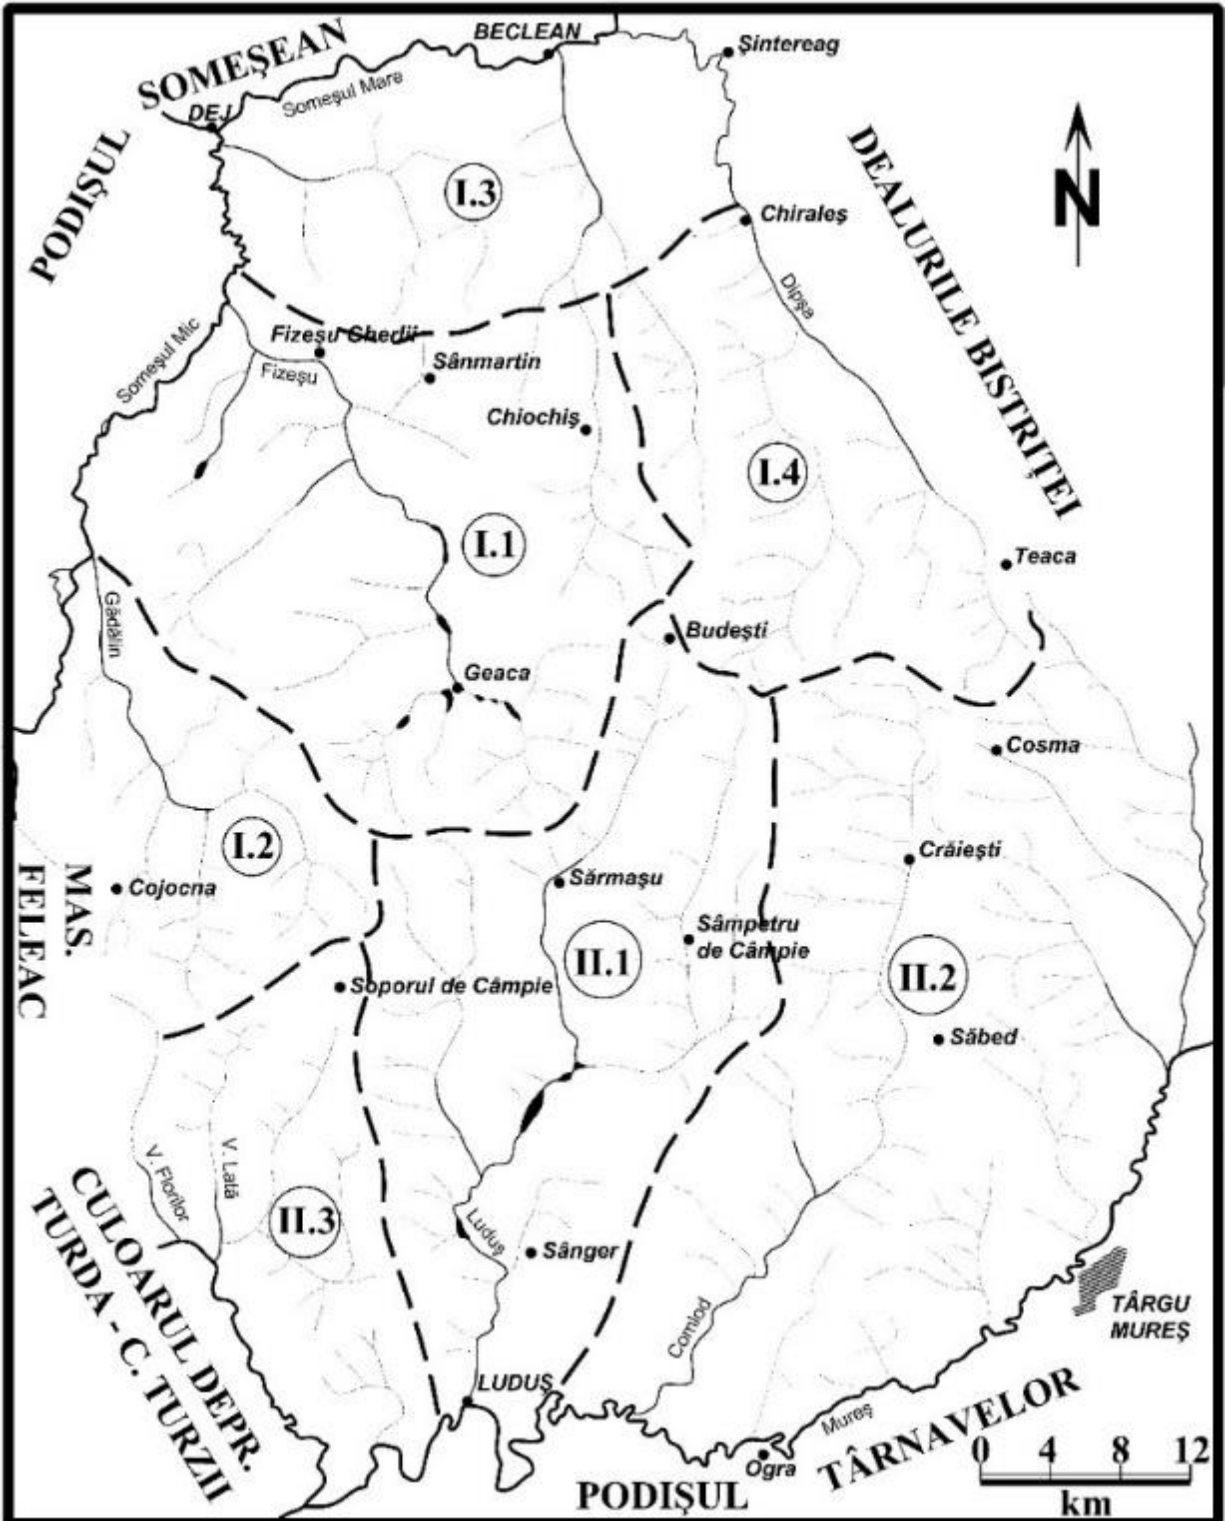 BECLEAN
Şintereag
PODIŞUL SOMEŞEAN
DEJ
Someşul Mare
I.3
N
DEALURILE BISTRIŢEI
Chiraleş
Dipşa
Someşul Mic
Fizeşu Gherlii
Fizeşu
Sânmartin
Chiochiş
I.4
I.1
Teaca
Gădălin
Budeşti
Geaca
Cosma
I.2
Crăieşti
MAS.
FELEAC
Cojocna
Sărmaşu
Sâmpetru
de Câmpie
II.1
II.2
Soporul de Câmpie
Săbed
V. Florilor
V. Lată
II.3
Luduş
Sânger
CULOARUL DEPR.
TURDA - C. TURZII
TÂRGU
MUREŞ
Comlod
LUDUŞ
Mureş
Ogra
PODIŞUL TÂRNAVELOR
0 4 8 12
km